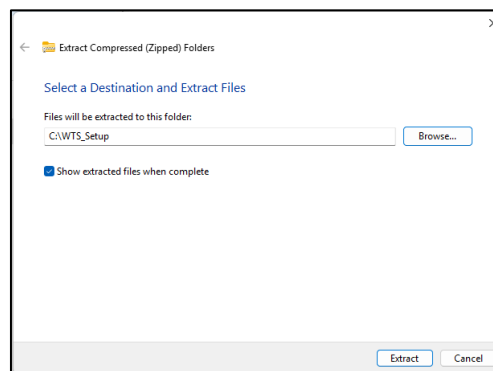 Extract Compressed (Zipped) Folders
Select a Destination and Extract Files
Files will be extracted to this folder:
C:\WTS_Setup
Browse...
Show extracted files when complete
Extract
Cancel